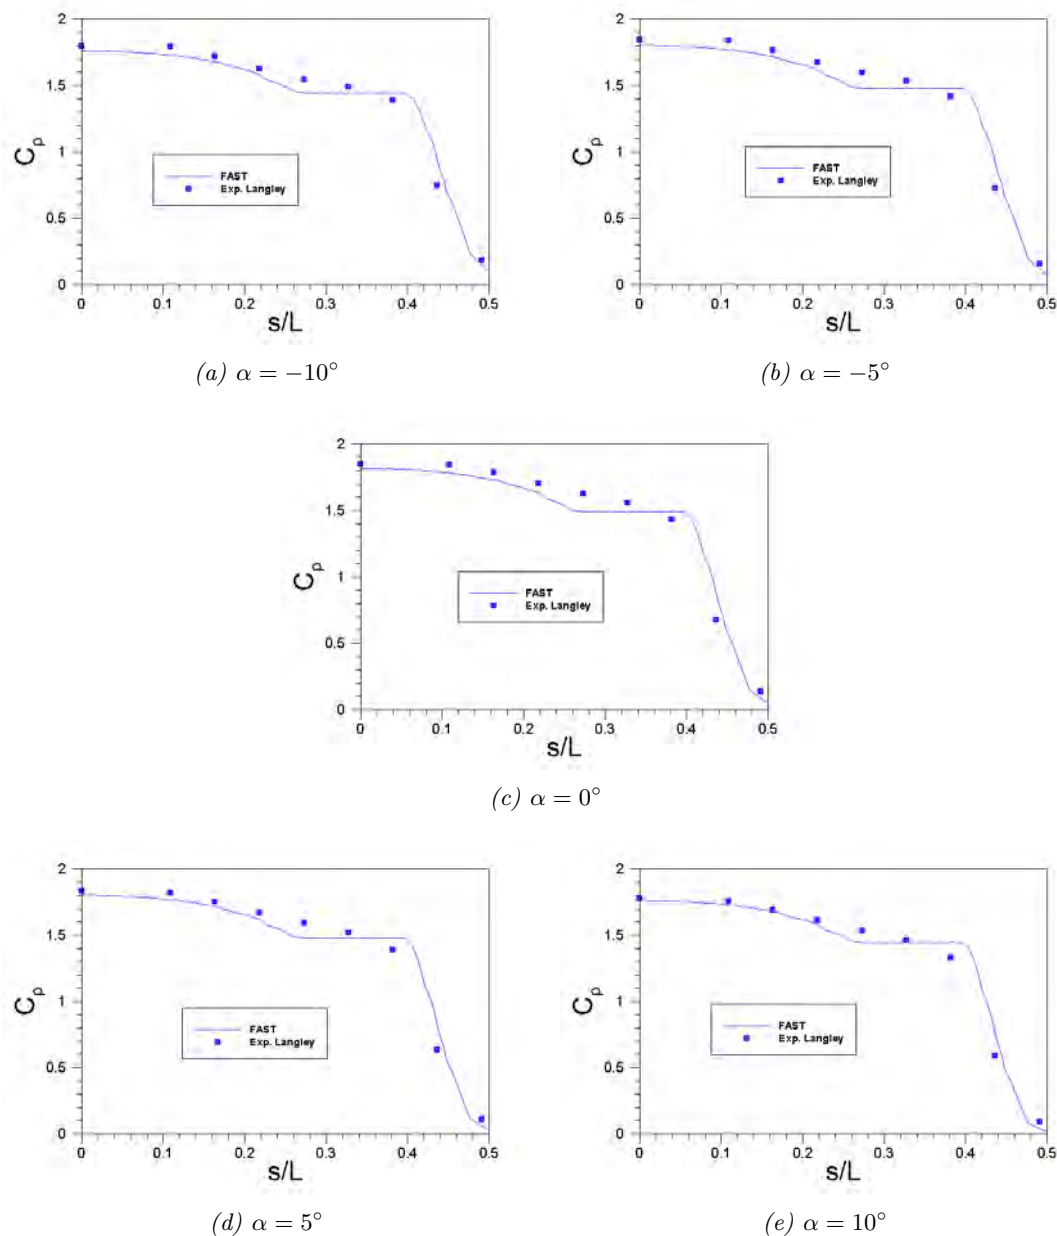 2
1.5
1
0.5
0
Cρ
FAST
Exp. Langley
0 0.1 0.2 0.3 0.4 0.5
s/L
(a) α = −10°
2
1.5
1
0.5
0
Cρ
FAST
Exp. Langley
0 0.1 0.2 0.3 0.4 0.5
s/L
(b) α = −5°
2
1.5
1
0.5
0
Cρ
FAST
Exp. Langley
0 0.1 0.2 0.3 0.4 0.5
s/L
(c) α = 0°
2
1.5
1
0.5
0
Cρ
FAST
Exp. Langley
0 0.1 0.2 0.3 0.4 0.5
s/L
(d) α = 5°
2
1.5
1
0.5
0
Cρ
FAST
Exp. Langley
0 0.1 0.2 0.3 0.4 0.5
s/L
(e) α = 10°